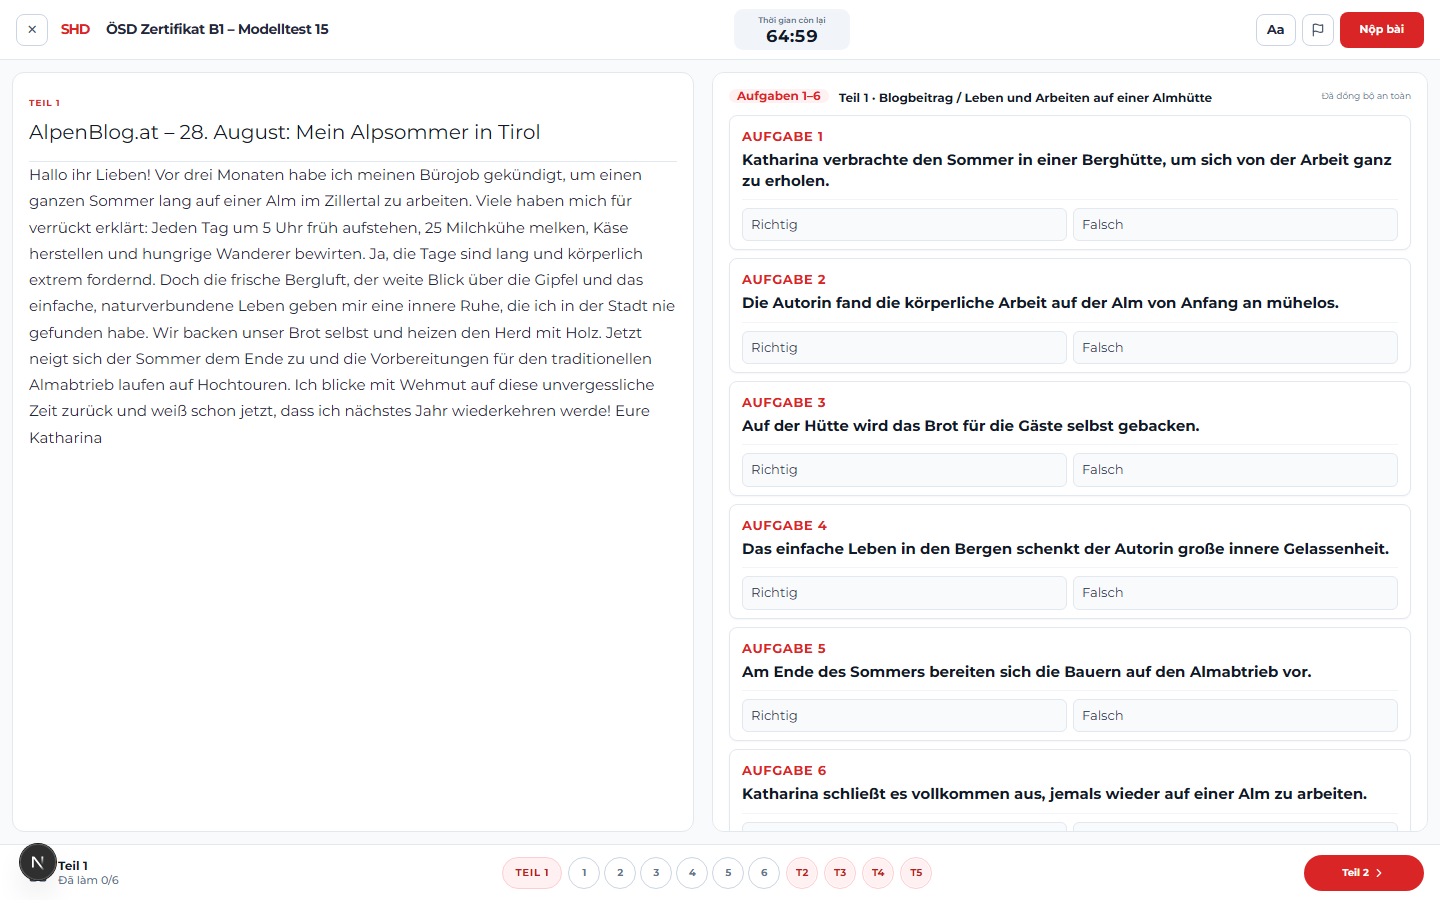 ×
SHD
ÖSD Zertifikat B1 – Modelltest 15
Thời gian còn lại
64:59
Aa
Nộp bài
TEIL 1
AlpenBlog.at – 28. August: Mein Alpsommer in Tirol
Hallo ihr Lieben! Vor drei Monaten habe ich meinen Bürojob gekündigt, um einen
ganzen Sommer lang auf einer Alm im Zillertal zu arbeiten. Viele haben mich für
verrückt erklärt: Jeden Tag um 5 Uhr früh aufstehen, 25 Milchkühe melken, Käse
herstellen und hungrige Wanderer bewirten. Ja, die Tage sind lang und körperlich
extrem fordernd. Doch die frische Bergluft, der weite Blick über die Gipfel und das
einfache, naturverbundene Leben geben mir eine innere Ruhe, die ich in der Stadt nie
gefunden habe. Wir backen unser Brot selbst und heizen den Herd mit Holz. Jetzt
neigt sich der Sommer dem Ende zu und die Vorbereitungen für den traditionellen
Almabtrieb laufen auf Hochtouren. Ich blicke mit Wehmut auf diese unvergessliche
Zeit zurück und weiß schon jetzt, dass ich nächstes Jahr wiederkehren werde! Eure
Katharina
Aufgaben 1–6
Teil 1 · Blogbeitrag / Leben und Arbeiten auf einer Almhütte
Đã đồng bộ an toàn
AUFGABE 1
Katharina verbrachte den Sommer in einer Berghütte, um sich von der Arbeit ganz
zu erholen.
Richtig
Falsch
AUFGABE 2
Die Autorin fand die körperliche Arbeit auf der Alm von Anfang an mühelos.
Richtig
Falsch
AUFGABE 3
Auf der Hütte wird das Brot für die Gäste selbst gebacken.
Richtig
Falsch
AUFGABE 4
Das einfache Leben in den Bergen schenkt der Autorin große innere Gelassenheit.
Richtig
Falsch
AUFGABE 5
Am Ende des Sommers bereiten sich die Bauern auf den Almabtrieb vor.
Richtig
Falsch
AUFGABE 6
Katharina schließt es vollkommen aus, jemals wieder auf einer Alm zu arbeiten.
N
Teil 1
Đã làm 0/6
TEIL 1
1
2
3
4
5
6
T2
T3
T4
T5
Teil 2